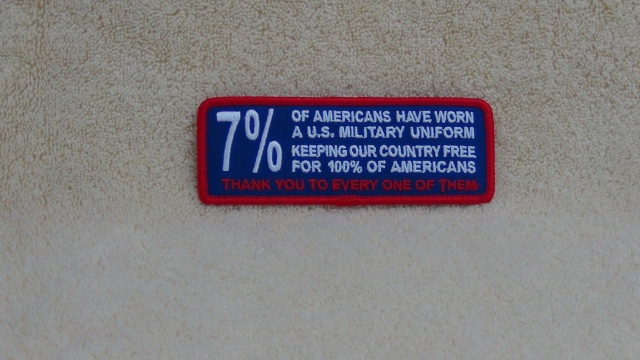 7%
OF AMERICANS HAVE WORN
A U.S. MILITARY UNIFORM
KEEPING OUR COUNTRY FREE
FOR 100% OF AMERICANS
THANK YOU TO EVERY ONE OF THEM